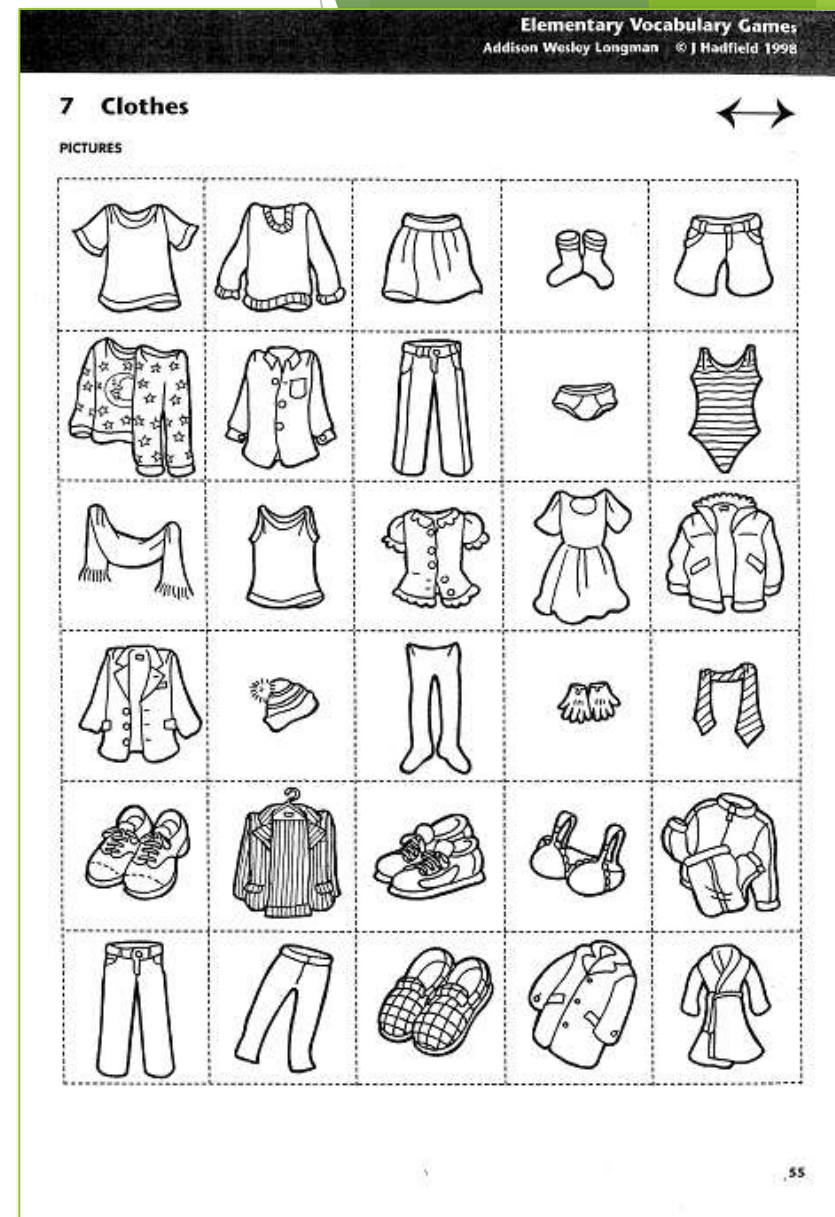 Elementary Vocabulary Games
Addison Wesley Longman © J Hadfield 1998
7 Clothes
PICTURES
55